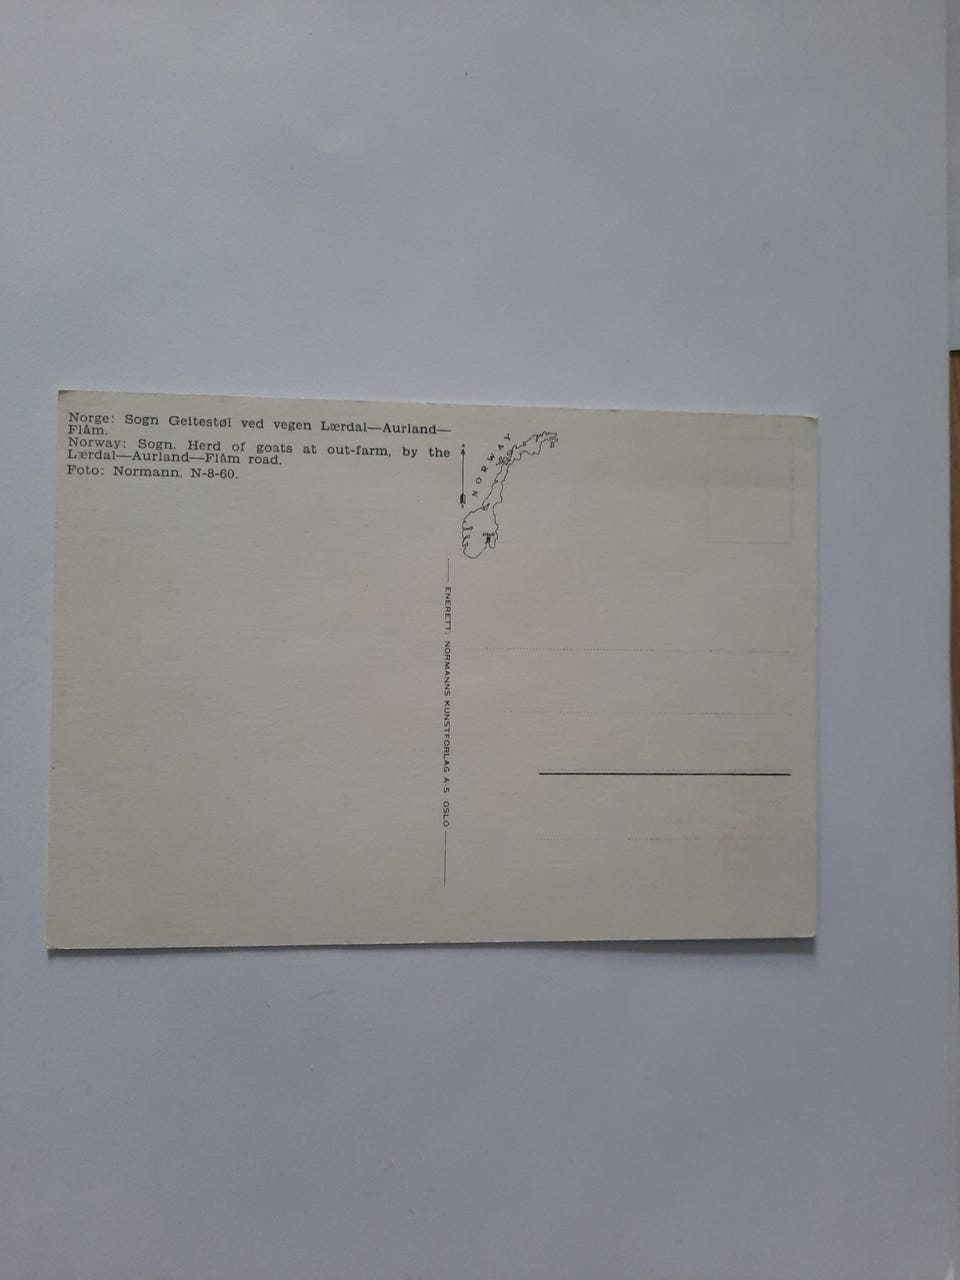 Norge: Sogn Geitestøl ved vegen Lærdal—Aurland—
Flåm.
Norway: Sogn. Herd of goats at out-farm, by the
Lærdal—Aurland—Flåm road.
Foto: Normann. N-8-60.
NORWAY
OSLO
ENERETT: NORMANNS KUNSTFORLAG A-S OSLO